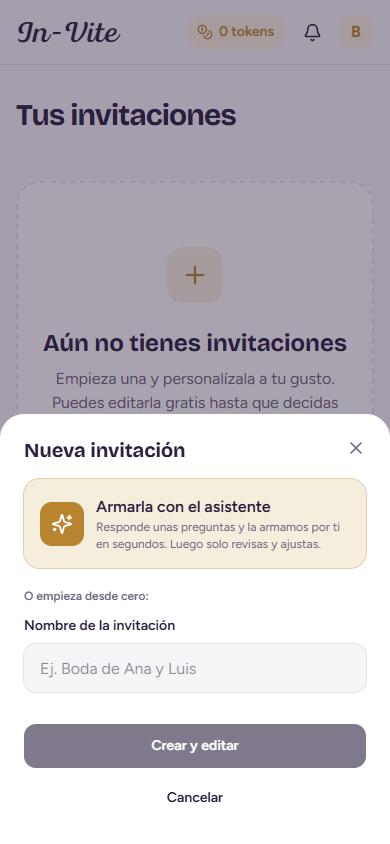 In-Vite
0 tokens
B
Tus invitaciones
Aún no tienes invitaciones
Empieza una y personalízala a tu gusto.
Puedes editarla gratis hasta que decidas
Nueva invitación
Armarla con el asistente
Responde unas preguntas y la armamos por ti
en segundos. Luego solo revisas y ajustas.
O empieza desde cero:
Nombre de la invitación
Ej. Boda de Ana y Luis
Crear y editar
Cancelar